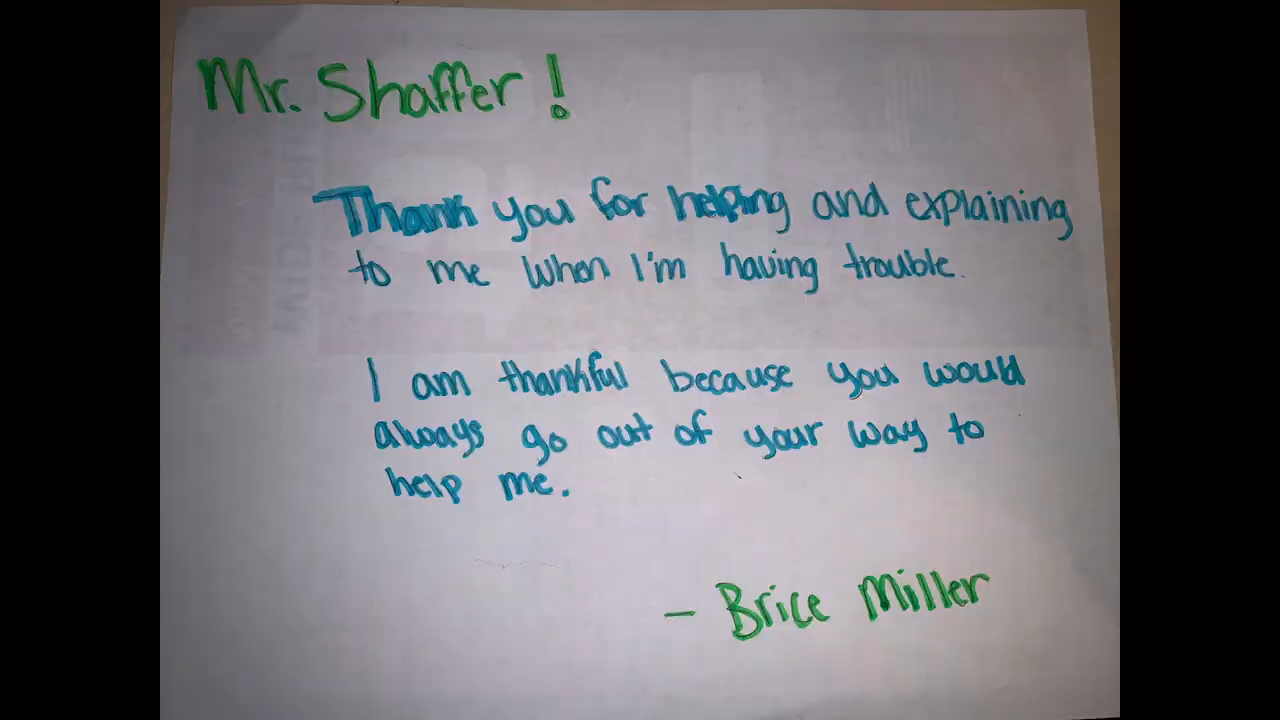 Mr. Shaffer!
Thank you for helping and explaining
to me when I'm having trouble.
I am thankful because you would
always go out of your way to
help me.
- Brice Miller